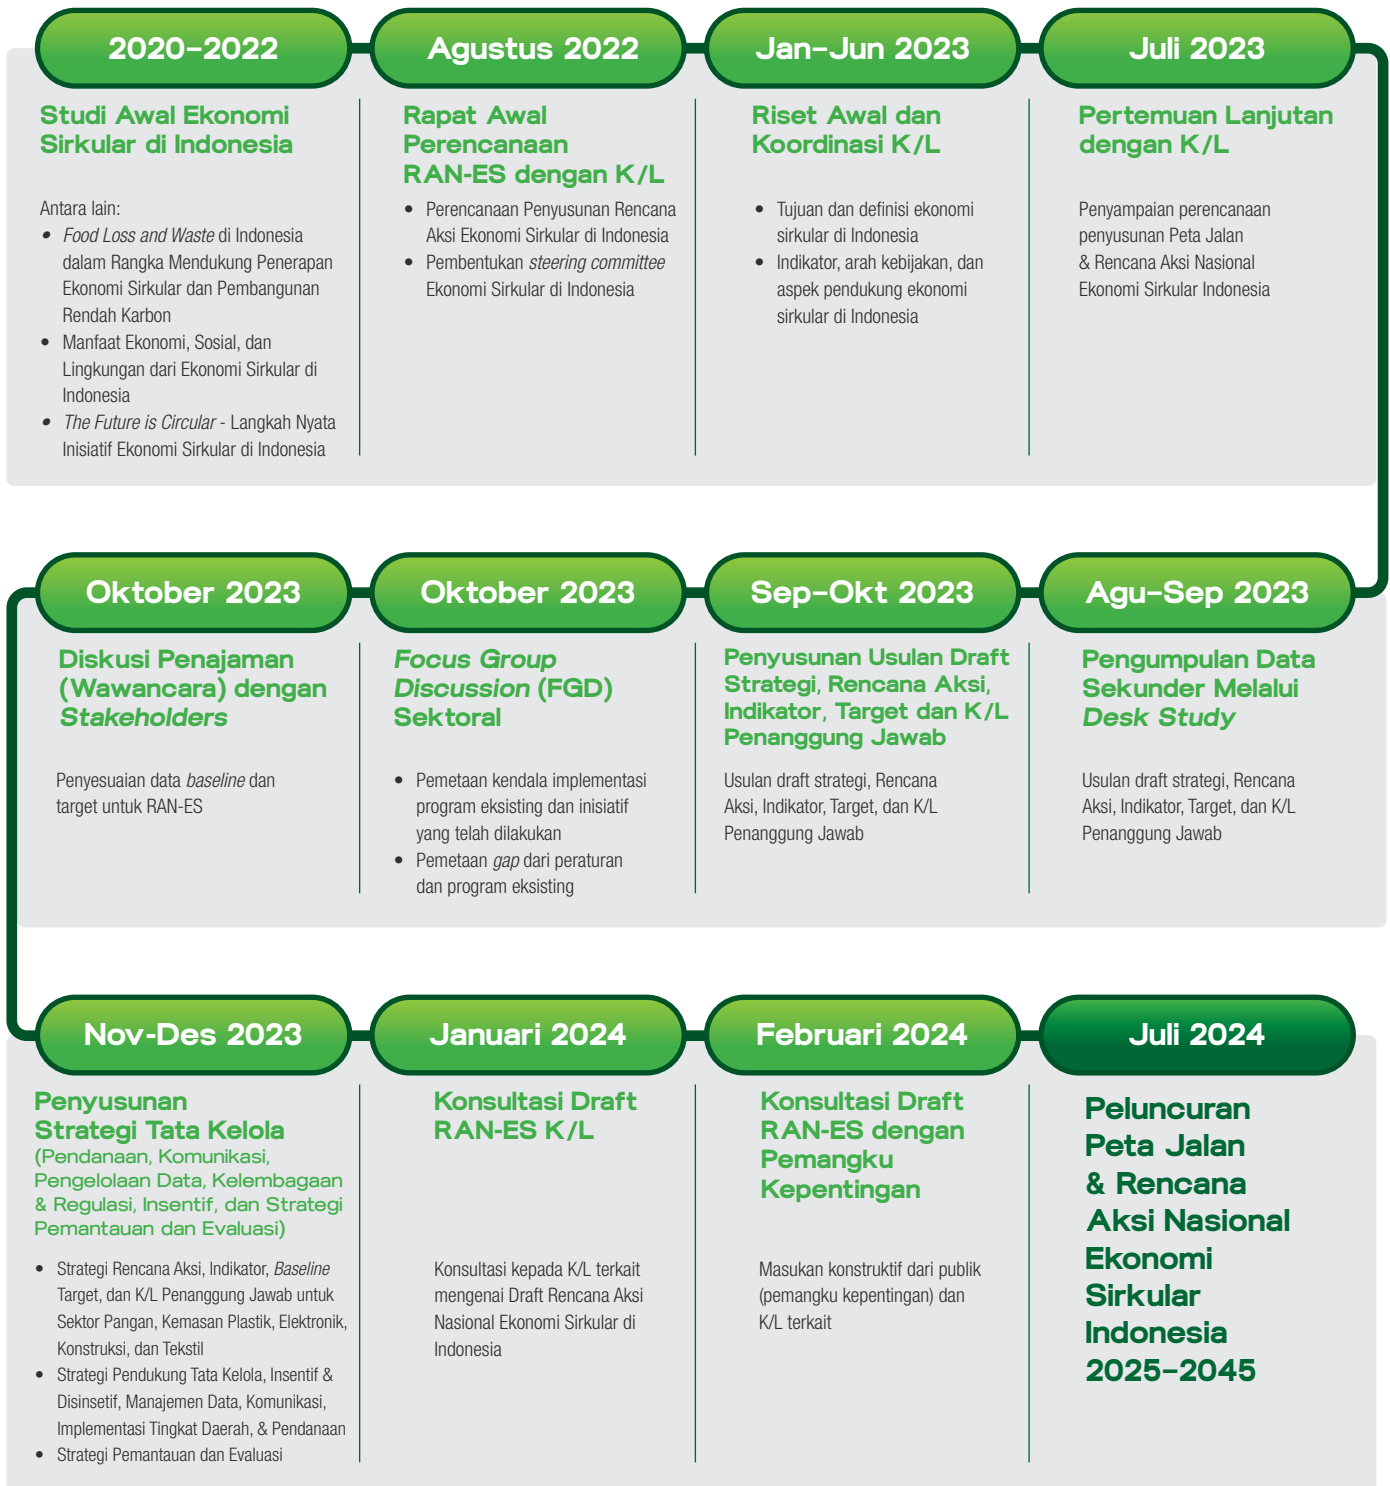 2020–2022
Studi Awal Ekonomi
Sirkular di Indonesia
Antara lain:
• Food Loss and Waste di Indonesia
dalam Rangka Mendukung Penerapan
Ekonomi Sirkular dan Pembangunan
Rendah Karbon
• Manfaat Ekonomi, Sosial, dan
Lingkungan dari Ekonomi Sirkular di
Indonesia
• The Future is Circular - Langkah Nyata
Inisiatif Ekonomi Sirkular di Indonesia
Agustus 2022
Rapat Awal
Perencanaan
RAN-ES dengan K/L
• Perencanaan Penyusunan Rencana
Aksi Ekonomi Sirkular di Indonesia
• Pembentukan steering committee
Ekonomi Sirkular di Indonesia
Jan–Jun 2023
Riset Awal dan
Koordinasi K/L
• Tujuan dan definisi ekonomi
sirkular di Indonesia
• Indikator, arah kebijakan, dan
aspek pendukung ekonomi
sirkular di Indonesia
Juli 2023
Pertemuan Lanjutan
dengan K/L
Penyampaian perencanaan
penyusunan Peta Jalan
& Rencana Aksi Nasional
Ekonomi Sirkular Indonesia
Agu–Sep 2023
Pengumpulan Data
Sekunder Melalui
Desk Study
Usulan draft strategi, Rencana
Aksi, Indikator, Target, dan K/L
Penanggung Jawab
Sep–Okt 2023
Penyusunan Usulan Draft
Strategi, Rencana Aksi,
Indikator, Target dan K/L
Penanggung Jawab
Usulan draft strategi, Rencana
Aksi, Indikator, Target, dan K/L
Penanggung Jawab
Oktober 2023
Focus Group
Discussion (FGD)
Sektoral
• Pemetaan kendala implementasi
program eksisting dan inisiatif
yang telah dilakukan
• Pemetaan gap dari peraturan
dan program eksisting
Oktober 2023
Diskusi Penajaman
(Wawancara) dengan
Stakeholders
Penyesuaian data baseline dan
target untuk RAN-ES
Nov-Des 2023
Penyusunan
Strategi Tata Kelola
(Pendanaan, Komunikasi,
Pengelolaan Data, Kelembagaan
& Regulasi, Insentif, dan Strategi
Pemantauan dan Evaluasi)
• Strategi Rencana Aksi, Indikator, Baseline
Target, dan K/L Penanggung Jawab untuk
Sektor Pangan, Kemasan Plastik, Elektronik,
Konstruksi, dan Tekstil
• Strategi Pendukung Tata Kelola, Insentif &
Disinsetif, Manajemen Data, Komunikasi,
Implementasi Tingkat Daerah, & Pendanaan
• Strategi Pemantauan dan Evaluasi
Januari 2024
Konsultasi Draft
RAN-ES K/L
Konsultasi kepada K/L terkait
mengenai Draft Rencana Aksi
Nasional Ekonomi Sirkular di
Indonesia
Februari 2024
Konsultasi Draft
RAN-ES dengan
Pemangku
Kepentingan
Masukan konstruktif dari publik
(pemangku kepentingan) dan
K/L terkait
Juli 2024
Peluncuran
Peta Jalan
& Rencana
Aksi Nasional
Ekonomi
Sirkular
Indonesia
2025–2045